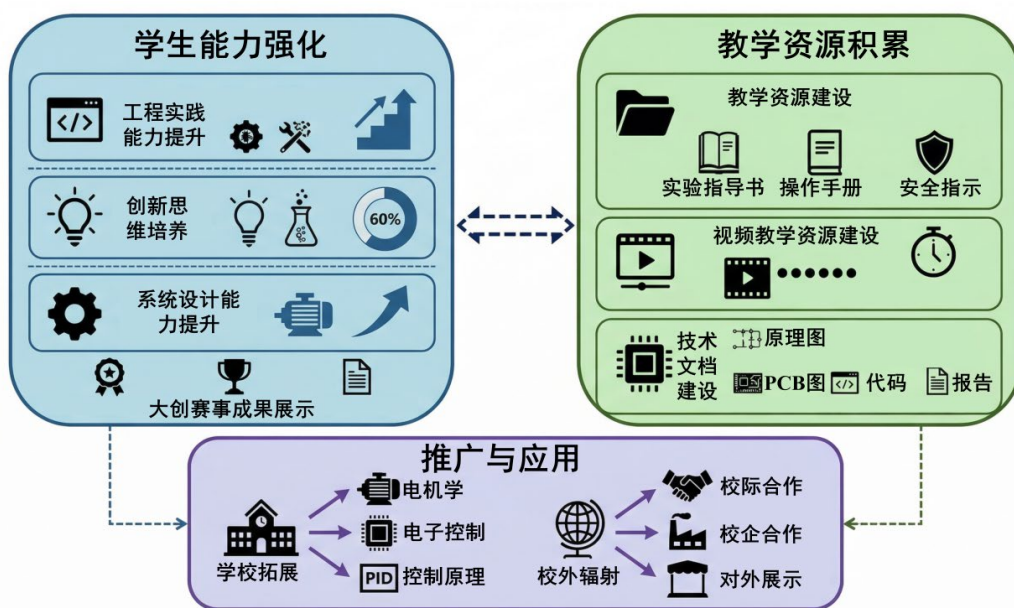 学生能力强化
</>
工程实践
能力提升
创新思
维培养
60%
系统设计能
力提升
大创赛事成果展示
教学资源积累
教学资源建设
实验指导书
操作手册
安全指示
视频教学资源建设
技术
文档
建设
原理图
PCB图
</>
代码
报告
推广与应用
学校拓展
电机学
电子控制
PID
控制原理
校外辐射
校际合作
校企合作
对外展示